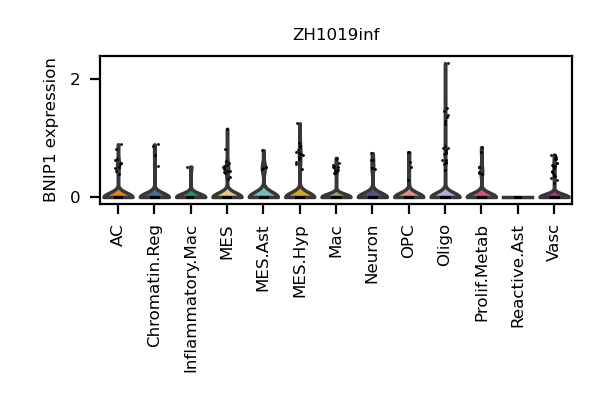 ZH1019inf
BNIP1 expression
2
0
AC
Chromatin.Reg
Inflammatory.Mac
MES
MES.Ast
MES.Hyp
Mac
Neuron
OPC
Oligo
Prolif.Metab
Reactive.Ast
Vasc